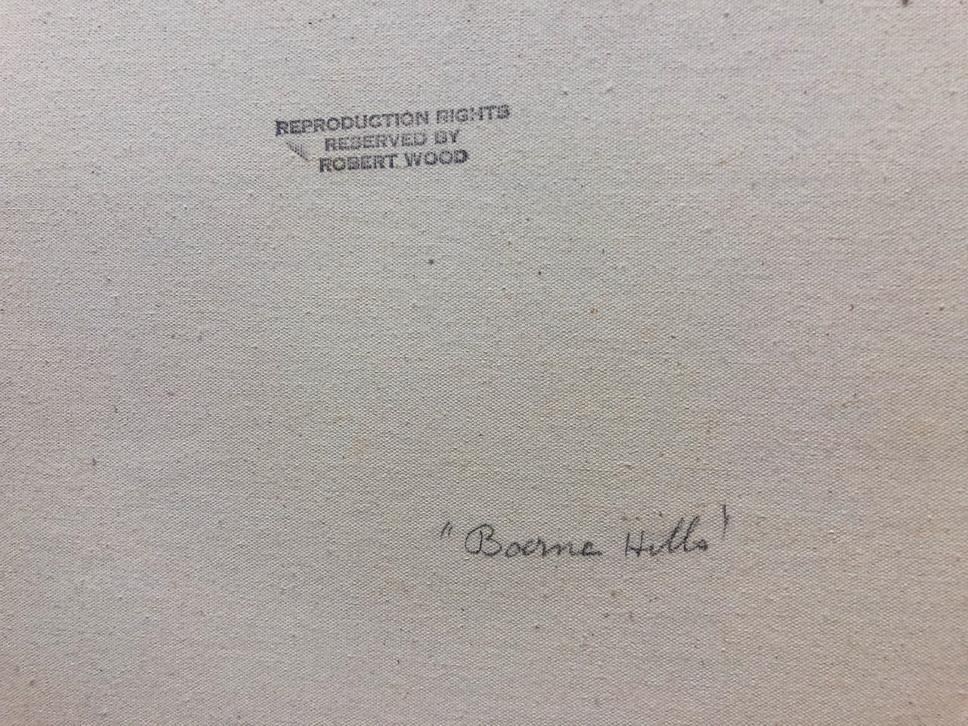 REPRODUCTION RIGHTS
RESERVED BY
ROBERT WOOD
"Boerne Hills"